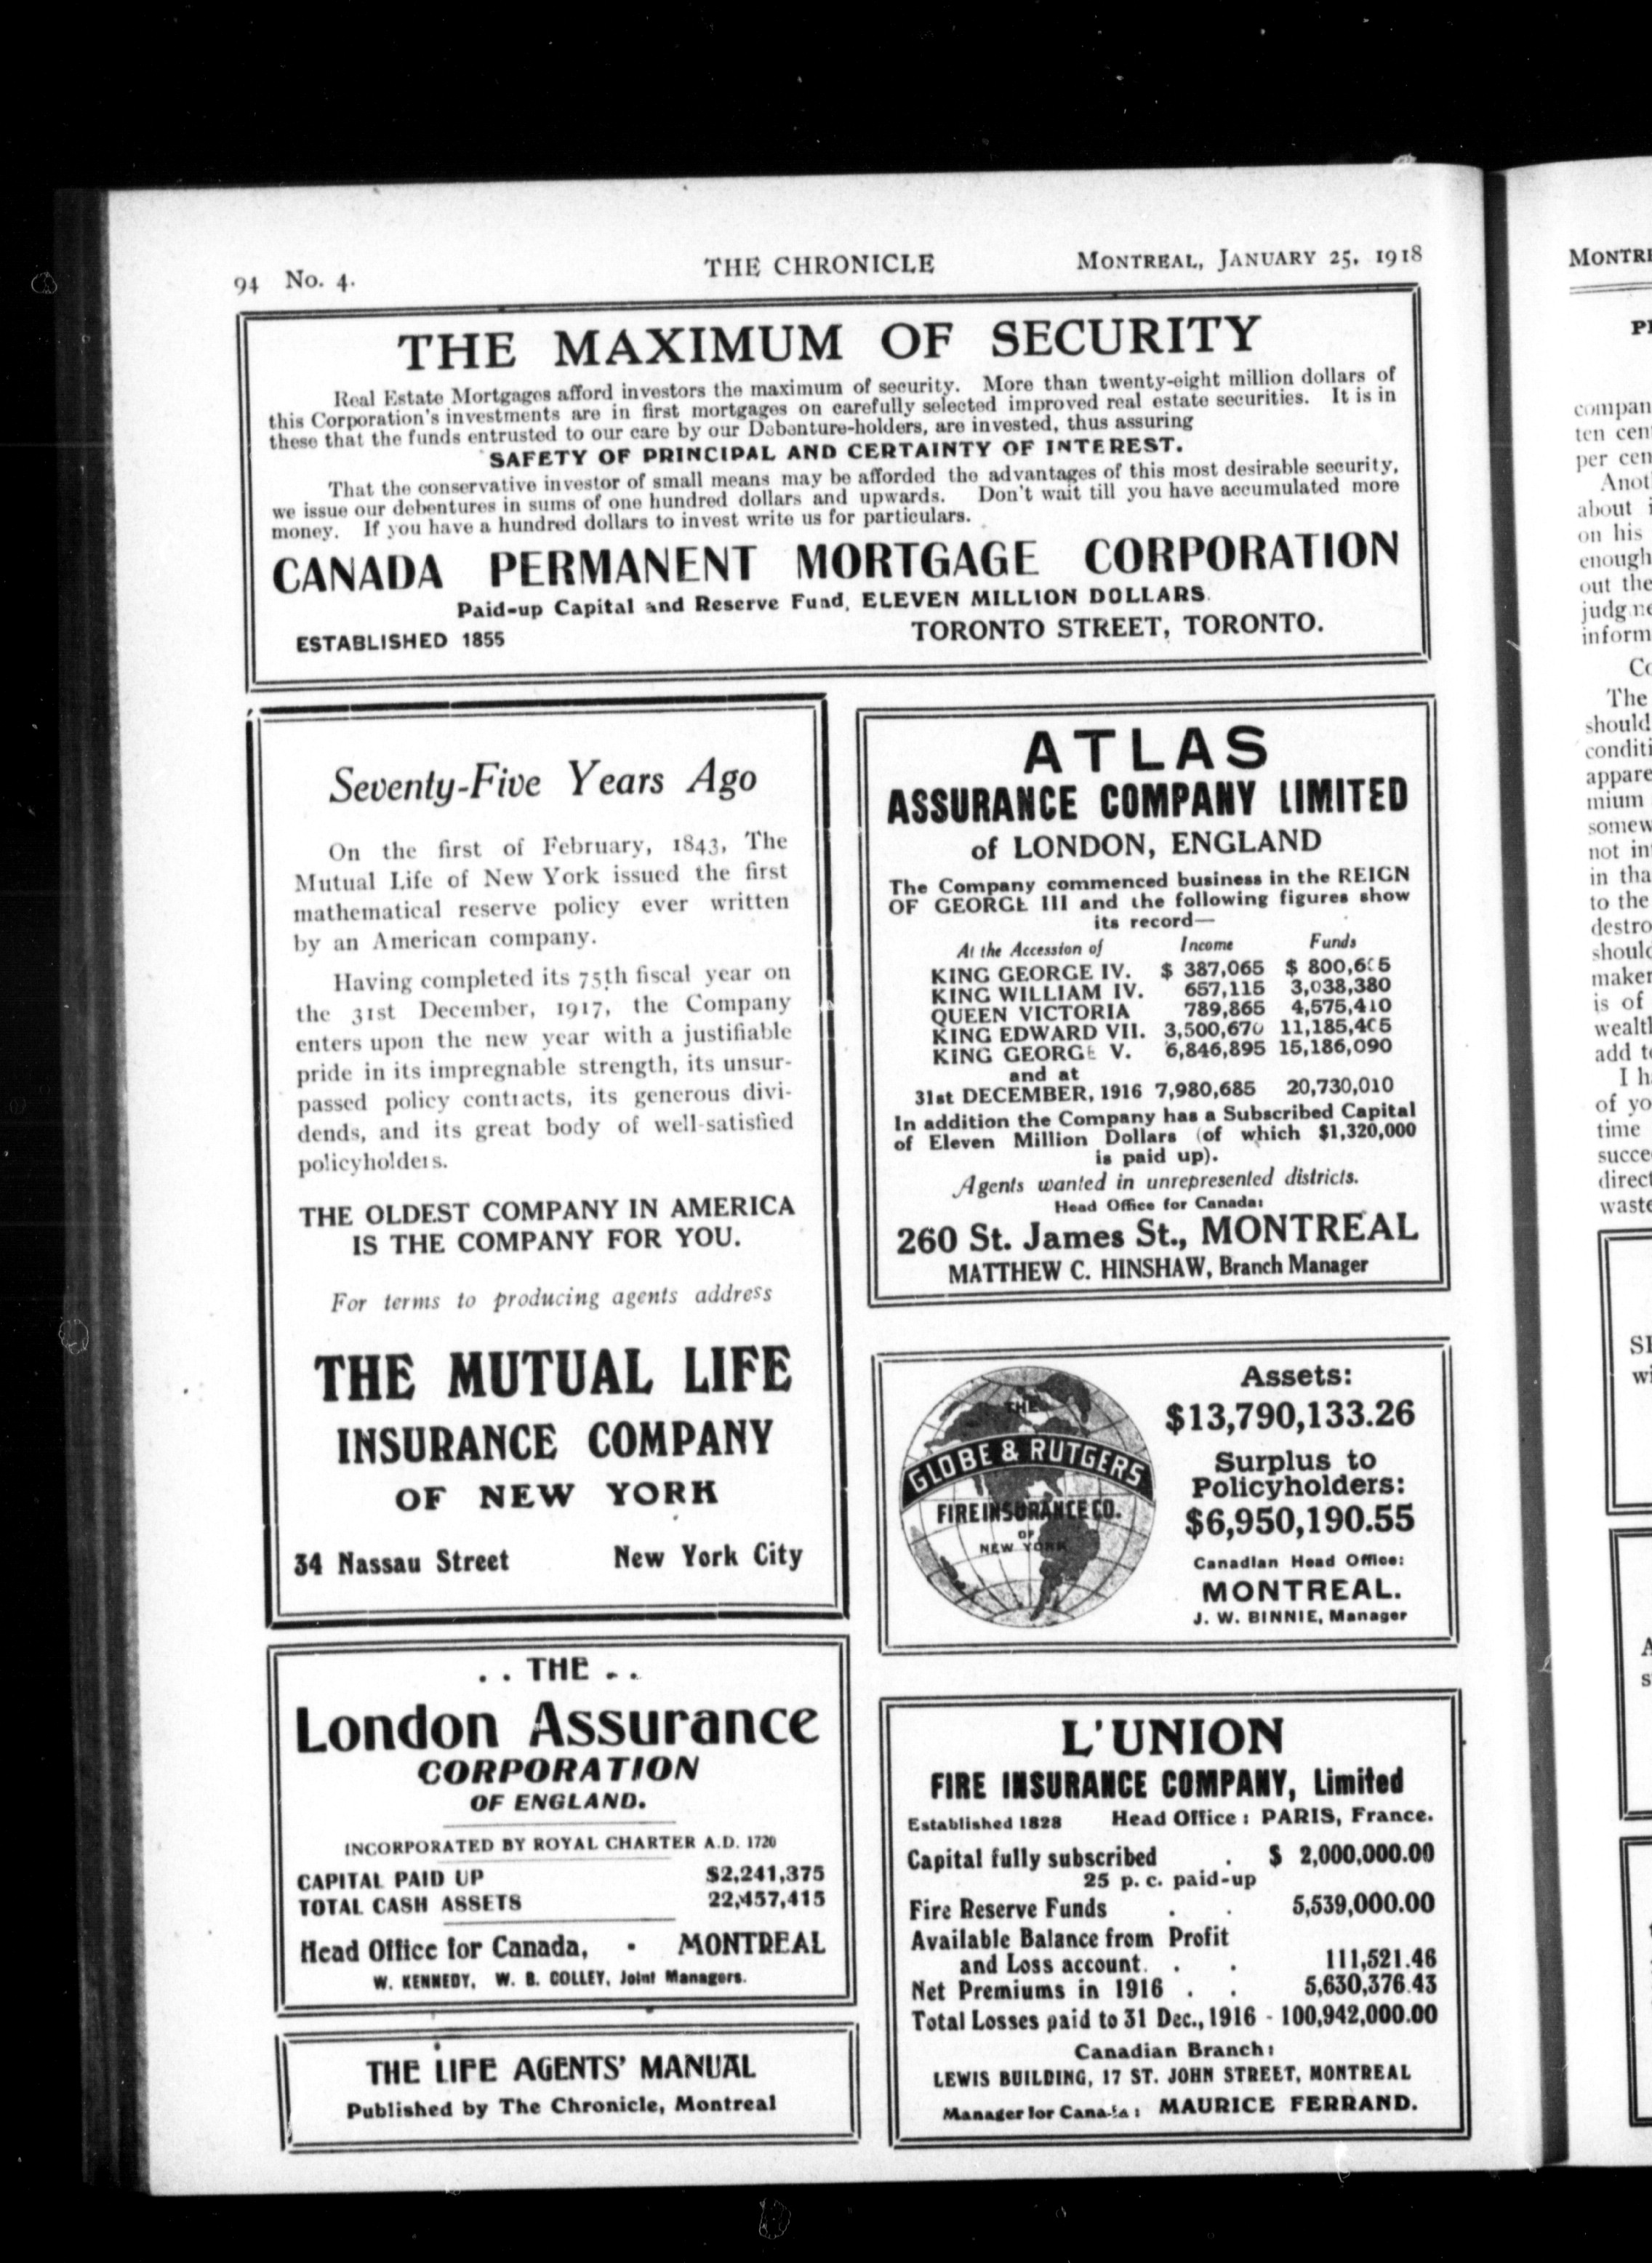 94 No. 4.
THE CHRONICLE
MONTREAL, JANUARY 25, 1918
THE MAXIMUM OF SECURITY
Real Estate Mortgages afford investors the maximum of security. More than twenty-eight million dollars of
this Corporation's investments are in first mortgages on carefully selected improved real estate securities. It is in
these that the funds entrusted to our care by our Debenture-holders, are invested, thus assuring
SAFETY OF PRINCIPAL AND CERTAINTY OF INTEREST.
That the conservative investor of small means may be afforded the advantages of this most desirable security,
we issue our debentures in sums of one hundred dollars and upwards. Don't wait till you have accumulated more
money. If you have a hundred dollars to invest write us for particulars.
CANADA PERMANENT MORTGAGE CORPORATION
Paid-up Capital and Reserve Fund, ELEVEN MILLION DOLLARS.
TORONTO STREET, TORONTO.
ESTABLISHED 1855
Seventy-Five Years Ago
On the first of February, 1843, The
Mutual Life of New York issued the first
mathematical reserve policy ever written
by an American company.
Having completed its 75th fiscal year on
the 31st December, 1917, the Company
enters upon the new year with a justifiable
pride in its impregnable strength, its unsur-
passed policy contracts, its generous divi-
dends, and its great body of well-satisfied
policyholders.
THE OLDEST COMPANY IN AMERICA
IS THE COMPANY FOR YOU.
For terms to producing agents address
THE MUTUAL LIFE
INSURANCE COMPANY
OF NEW YORK
34 Nassau Street New York City
. . THE . .
London Assurance
CORPORATION
OF ENGLAND.
INCORPORATED BY ROYAL CHARTER A.D. 1720
CAPITAL PAID UP $2,241,375
TOTAL CASH ASSETS 22,457,415
Head Office for Canada, - MONTREAL
W. KENNEDY, W. B. COLLEY, Joint Managers.
THE LIFE AGENTS' MANUAL
Published by The Chronicle, Montreal
ATLAS
ASSURANCE COMPANY LIMITED
of LONDON, ENGLAND
The Company commenced business in the REIGN
OF GEORGE III and the following figures show
its record—
At the Accession of Income Funds
KING GEORGE IV. $ 387,065 $ 800,605
KING WILLIAM IV. 657,115 3,038,380
QUEEN VICTORIA 789,865 4,575,410
KING EDWARD VII. 3,500,670 11,185,405
KING GEORGE V. 6,846,895 15,186,090
and at
31st DECEMBER, 1916 7,980,685 20,730,010
In addition the Company has a Subscribed Capital
of Eleven Million Dollars (of which $1,320,000
is paid up).
Agents wanted in unrepresented districts.
Head Office for Canada:
260 St. James St., MONTREAL
MATTHEW C. HINSHAW, Branch Manager
THE
GLOBE & RUTGERS
FIRE INSURANCE CO.
OF
NEW YORK
Assets:
$13,790,133.26
Surplus to
Policyholders:
$6,950,190.55
Canadian Head Office:
MONTREAL.
J. W. BINNIE, Manager
L'UNION
FIRE INSURANCE COMPANY, Limited
Established 1828 Head Office: PARIS, France.
Capital fully subscribed . $ 2,000,000.00
25 p. c. paid-up
Fire Reserve Funds . . 5,539,000.00
Available Balance from Profit
and Loss account. . . 111,521.46
Net Premiums in 1916 . . 5,630,376.43
Total Losses paid to 31 Dec., 1916 - 100,942,000.00
Canadian Branch:
LEWIS BUILDING, 17 ST. JOHN STREET, MONTREAL
Manager for Canada: MAURICE FERRAND.